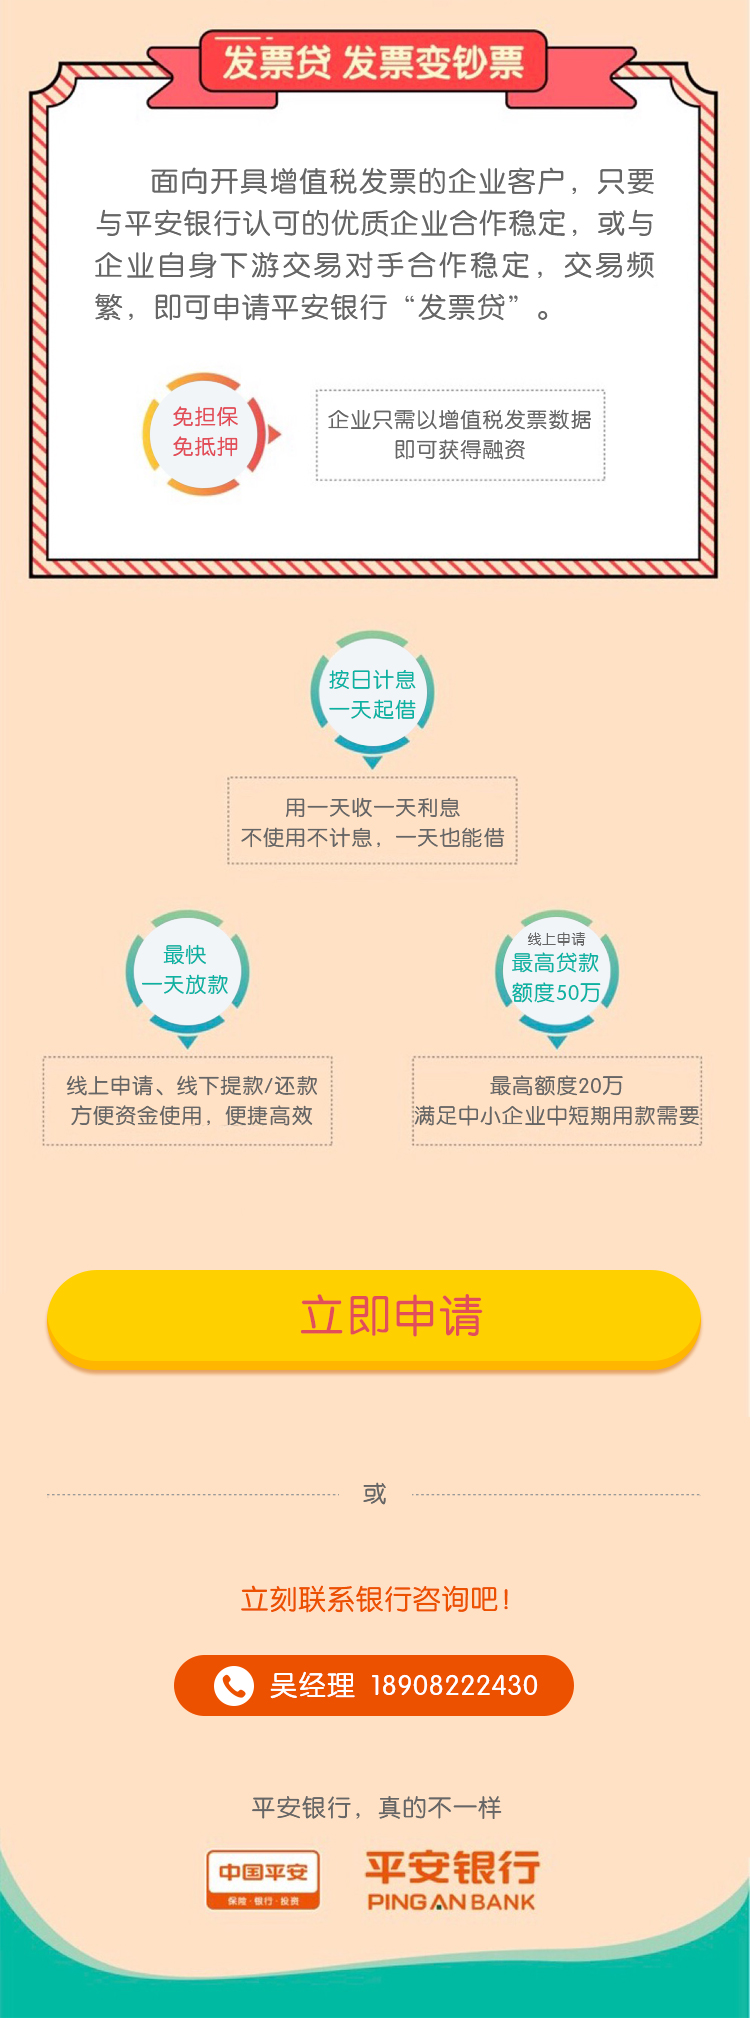 发票贷 发票变钞票
面向开具增值税发票的企业客户，只要
与平安银行认可的优质企业合作稳定，或与
企业自身下游交易对手合作稳定，交易频
繁，即可申请平安银行“发票贷”。
免担保
免抵押
企业只需以增值税发票数据
即可获得融资
按日计息
一天起借
用一天收一天利息
不使用不计息，一天也能借
最快
一天放款
线上申请、线下提款/还款
方便资金使用，便捷高效
线上申请
最高贷款
额度50万
最高额度20万
满足中小企业中短期用款需要
立即申请
或
立刻联系银行咨询吧！
吴经理 18908222430
平安银行，真的不一样
中国平安
保险·银行·投资
平安银行
PING AN BANK